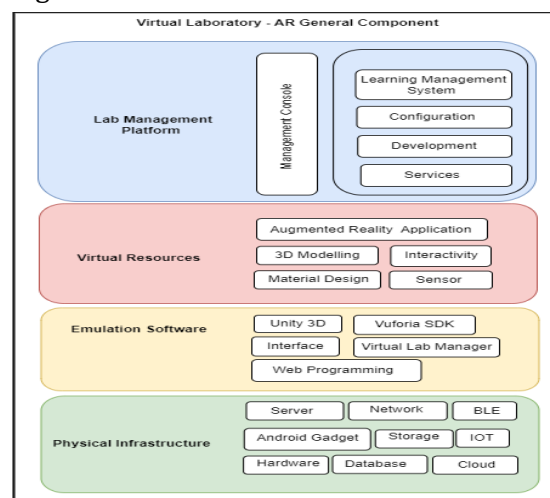 Virtual Laboratory - AR General Component
Lab Management
Platform
Management Console
Learning Management
System
Configuration
Development
Services
Virtual Resources
Augmented Reality Application
3D Modelling
Interactivity
Material Design
Sensor
Emulation Software
Unity 3D
Vuforia SDK
Interface
Virtual Lab Manager
Web Programming
Physical Infrastructure
Server
Network
BLE
Android Gadget
Storage
IOT
Hardware
Database
Cloud